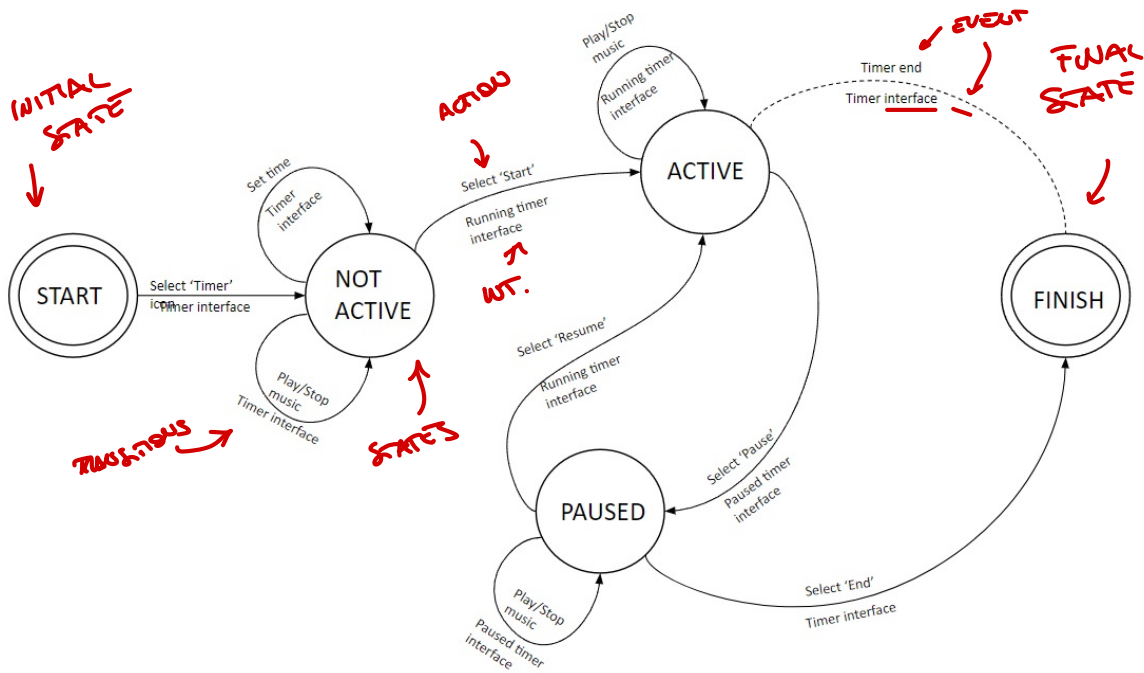 EVENT
Play/Stop
music
FINAL
STATE
Timer end
Running timer
interface
Timer interface
INITIAL
STATE
ACTION
ACTIVE
Set time
Timer
interface
Select 'Start'
Running timer
interface
INT.
START
Select 'Timer'
icon
Timer interface
NOT
ACTIVE
FINISH
Select 'Resume'
Running timer
interface
Play/Stop
music
Timer interface
TRANSITIONS
STATES
Select 'Pause'
Paused timer
interface
PAUSED
Play/Stop
music
Paused timer
interface
Select 'End'
Timer interface